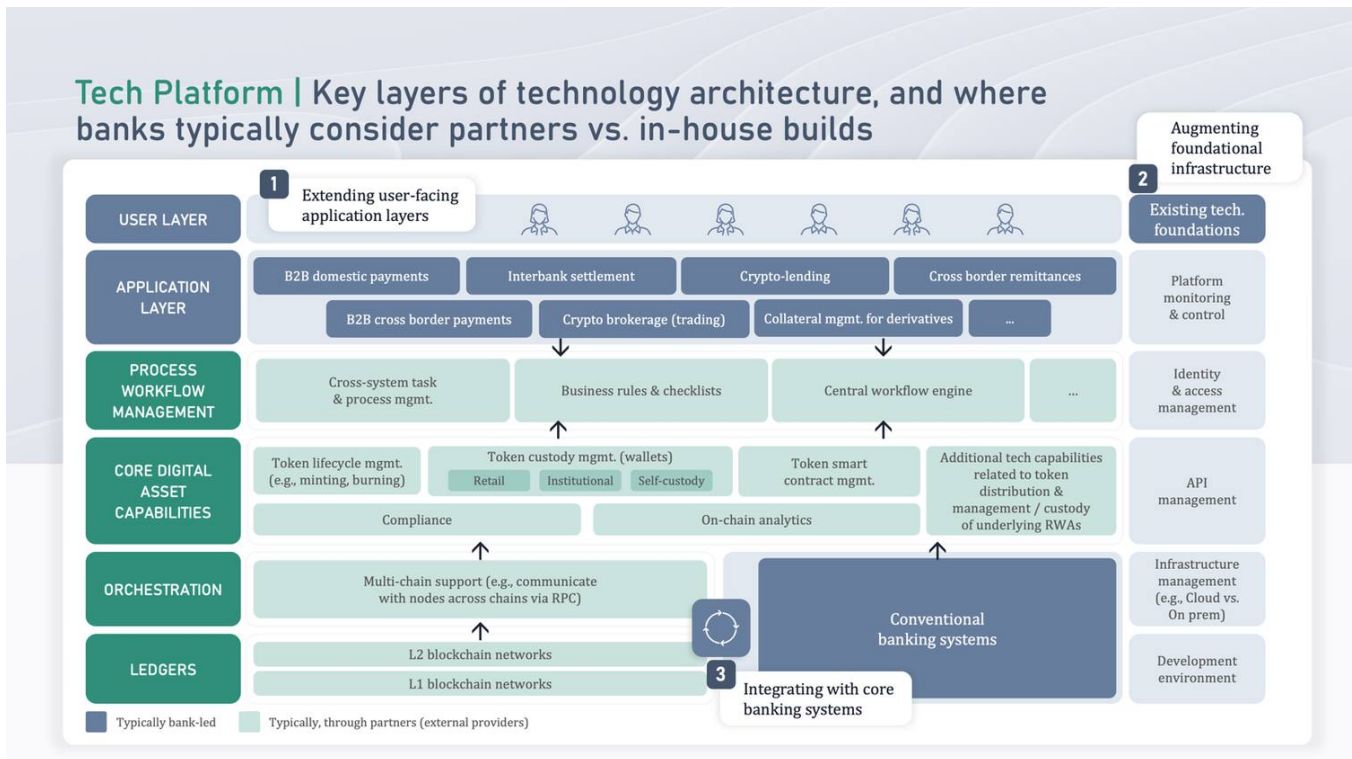 Tech Platform | Key layers of technology architecture, and where
banks typically consider partners vs. in-house builds
Augmenting
foundational
infrastructure
1
Extending user-facing
application layers
2
USER LAYER
Existing tech.
foundations
APPLICATION
LAYER
B2B domestic payments
Interbank settlement
Crypto-lending
Cross border remittances
B2B cross border payments
Crypto brokerage (trading)
Collateral mgmt. for derivatives
...
Platform
monitoring
& control
PROCESS
WORKFLOW
MANAGEMENT
Cross-system task
& process mgmt.
Business rules & checklists
Central workflow engine
...
Identity
& access
management
CORE DIGITAL
ASSET
CAPABILITIES
Token lifecycle mgmt.
(e.g., minting, burning)
Token custody mgmt. (wallets)
Retail
Institutional
Self-custody
Token smart
contract mgmt.
Additional tech capabilities
related to token
distribution &
management / custody
of underlying RWAs
Compliance
On-chain analytics
API
management
ORCHESTRATION
Multi-chain support (e.g., communicate
with nodes across chains via RPC)
Conventional
banking systems
Infrastructure
management
(e.g., Cloud vs.
On prem)
LEDGERS
L2 blockchain networks
L1 blockchain networks
3
Integrating with core
banking systems
Development
environment
Typically bank-led
Typically, through partners (external providers)